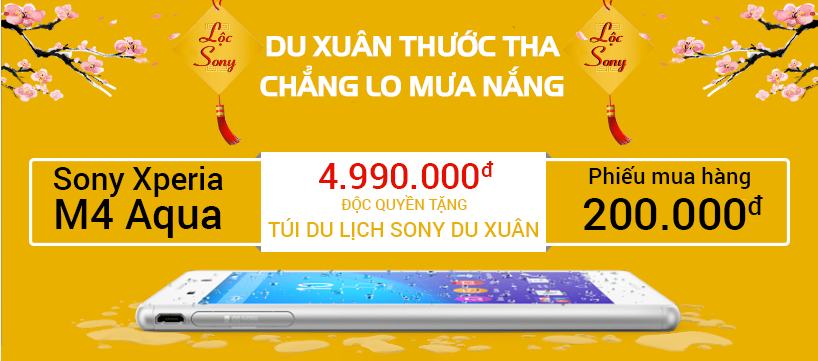 Lộc
Sony
DU XUÂN THƯỚC THA
CHẲNG LO MƯA NẮNG
Lộc
Sony
Sony Xperia
M4 Aqua
4.990.000đ
ĐỘC QUYỀN TẶNG
TÚI DU LỊCH SONY DU XUÂN
Phiếu mua hàng
200.000đ